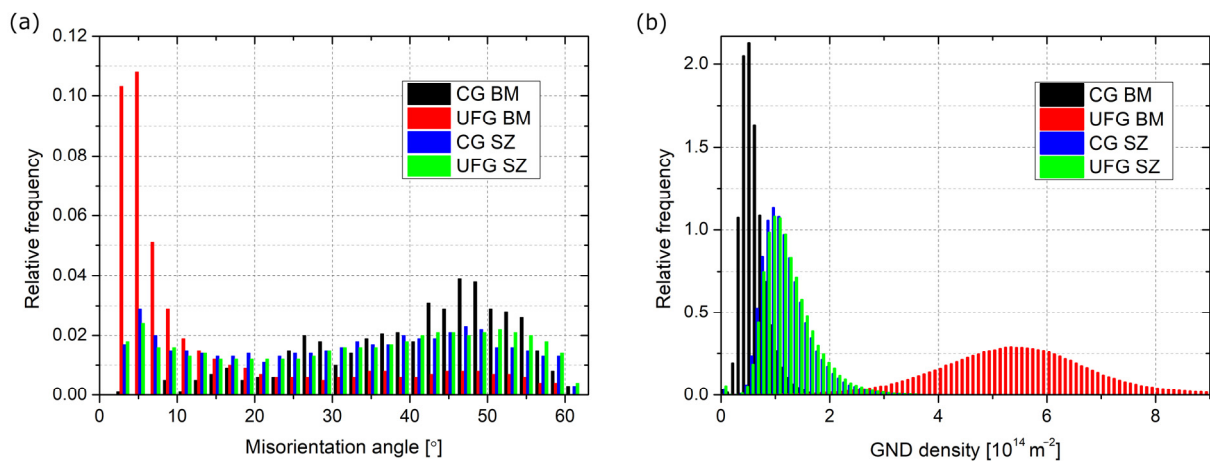 (a)
0.12
0.10
0.08
0.06
0.04
0.02
0.00
Relative frequency
CG BM
UFG BM
CG SZ
UFG SZ
0 10 20 30 40 50 60
Misorientation angle [°]
(b)
2.0
1.5
1.0
0.5
0.0
Relative frequency
CG BM
UFG BM
CG SZ
UFG SZ
0 2 4 6 8
GND density [10¹⁴ m⁻²]